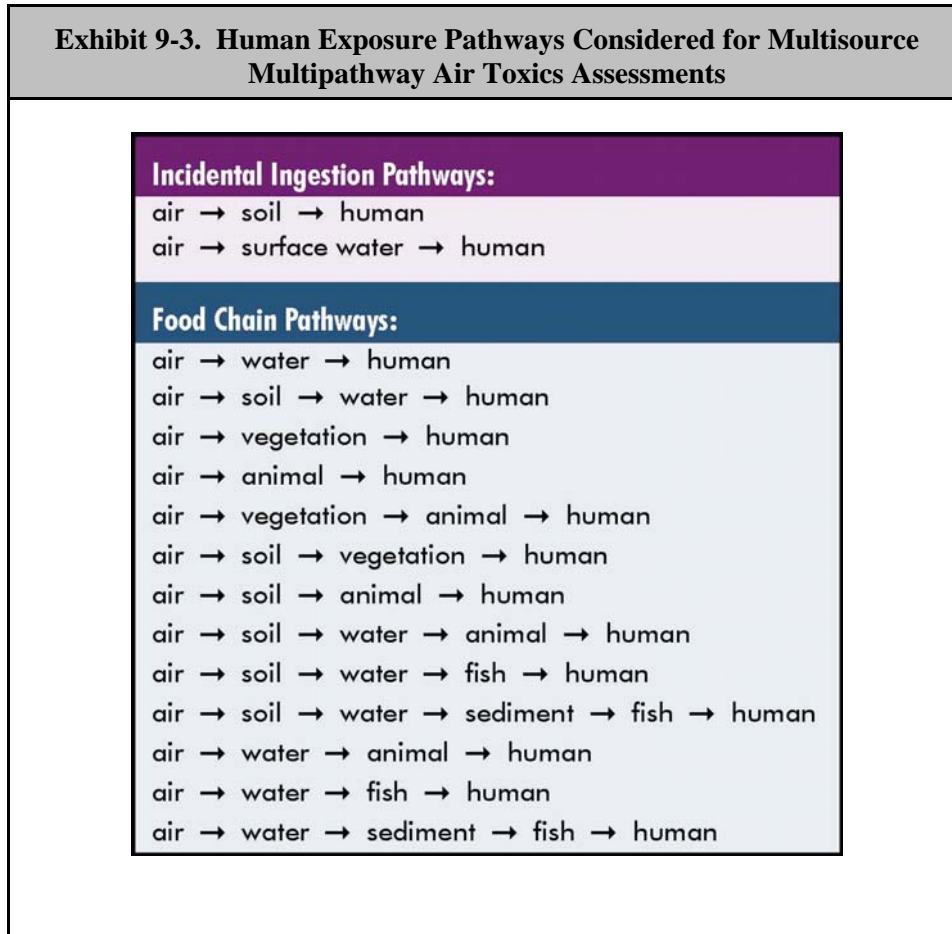 Exhibit 9-3. Human Exposure Pathways Considered for Multisource
Multipathway Air Toxics Assessments
Incidental Ingestion Pathways:
air → soil → human
air → surface water → human
Food Chain Pathways:
air → water → human
air → soil → water → human
air → vegetation → human
air → animal → human
air → vegetation → animal → human
air → soil → vegetation → human
air → soil → animal → human
air → soil → water → animal → human
air → soil → water → fish → human
air → soil → water → sediment → fish → human
air → water → animal → human
air → water → fish → human
air → water → sediment → fish → human